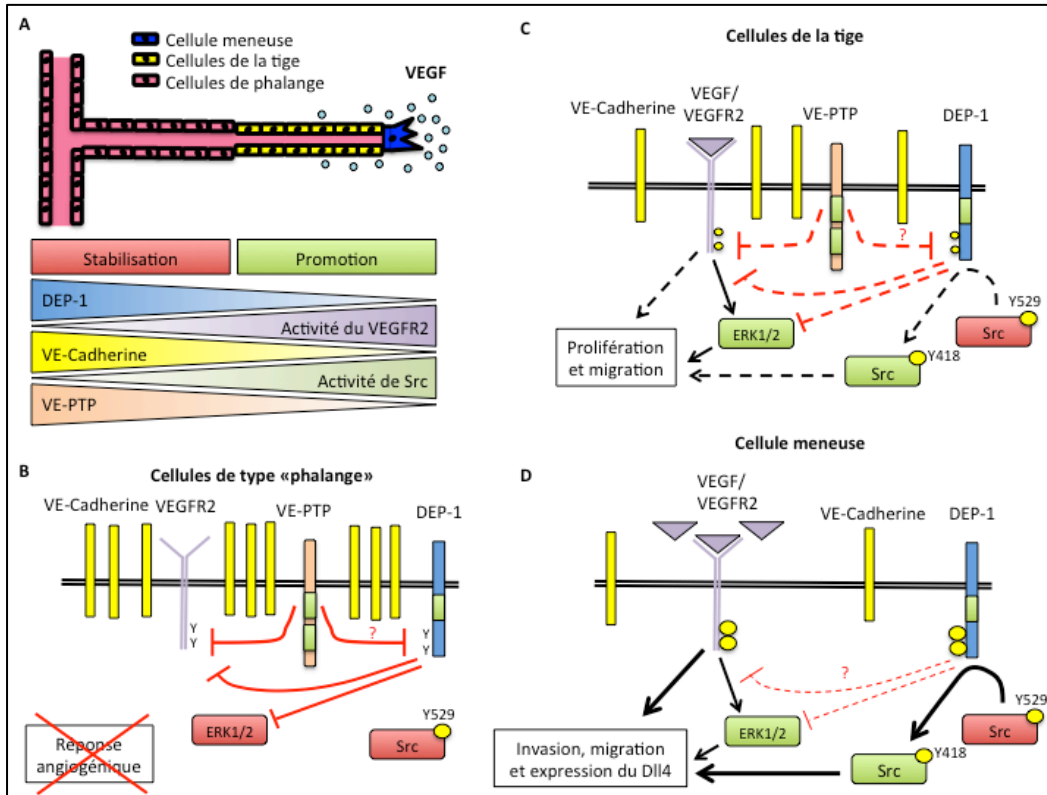 A
Cellule meneuse
Cellules de la tige
Cellules de phalange
VEGF
Stabilisation
Promotion
DEP-1
Activité du VEGFR2
VE-Cadherine
Activité de Src
VE-PTP
B
Cellules de type «phalange»
VE-Cadherine
VEGFR2
VE-PTP
DEP-1
Y
Y
?
Y
Y
ERK1/2
Y529
Src
Réponse
angiogénique
C
Cellules de la tige
VE-Cadherine
VEGF/
VEGFR2
VE-PTP
DEP-1
?
Y529
Src
ERK1/2
Y418
Src
Prolifération
et migration
D
Cellule meneuse
VEGF/
VEGFR2
VE-Cadherine
DEP-1
?
Y529
Src
ERK1/2
Y418
Src
Invasion, migration
et expression du Dll4